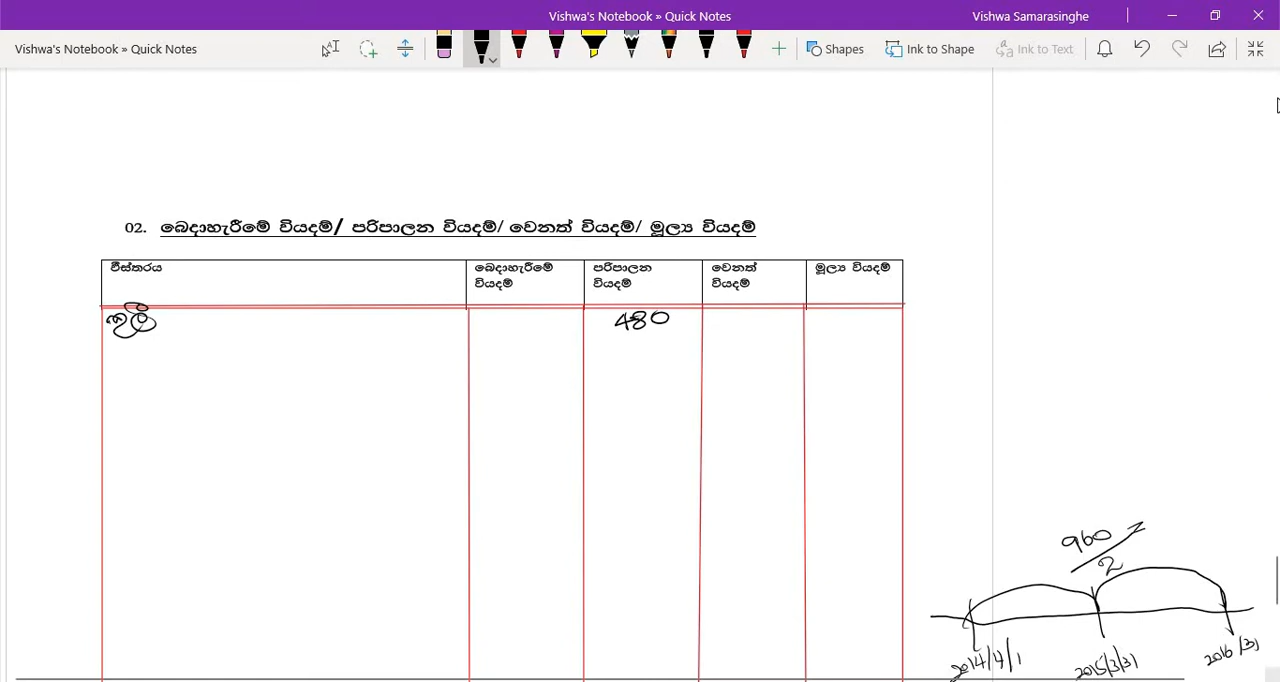 Vishwa's Notebook » Quick Notes
Vishwa Samarasinghe
Vishwa's Notebook » Quick Notes
Shapes
Ink to Shape
Ink to Text
02. බෙදාහැරීමේ වියදම්/ පරිපාලන වියදම්/ වෙනත් වියදම්/ මූල්‍ය වියදම්
විස්තරය
බෙදාහැරීමේ වියදම්
පරිපාලන වියදම්
වෙනත් වියදම්
මූල්‍ය වියදම්
කුලී
480
960
2
=
2014/4/1
2015/3/31
2016/31